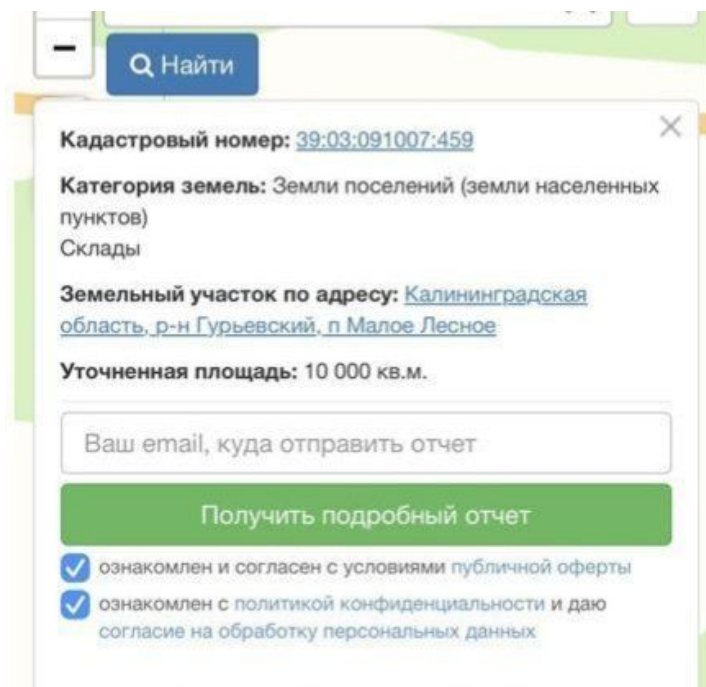 Найти
Кадастровый номер: 39:03:091007:459
Категория земель: Земли поселений (земли населенных
пунктов)
Склады
Земельный участок по адресу: Калининградская
область, р-н Гурьевский, п Малое Лесное
Уточненная площадь: 10 000 кв.м.
Ваш email, куда отправить отчет
Получить подробный отчет
ознакомлен и согласен с условиями публичной оферты
ознакомлен с политикой конфиденциальности и даю
согласие на обработку персональных данных